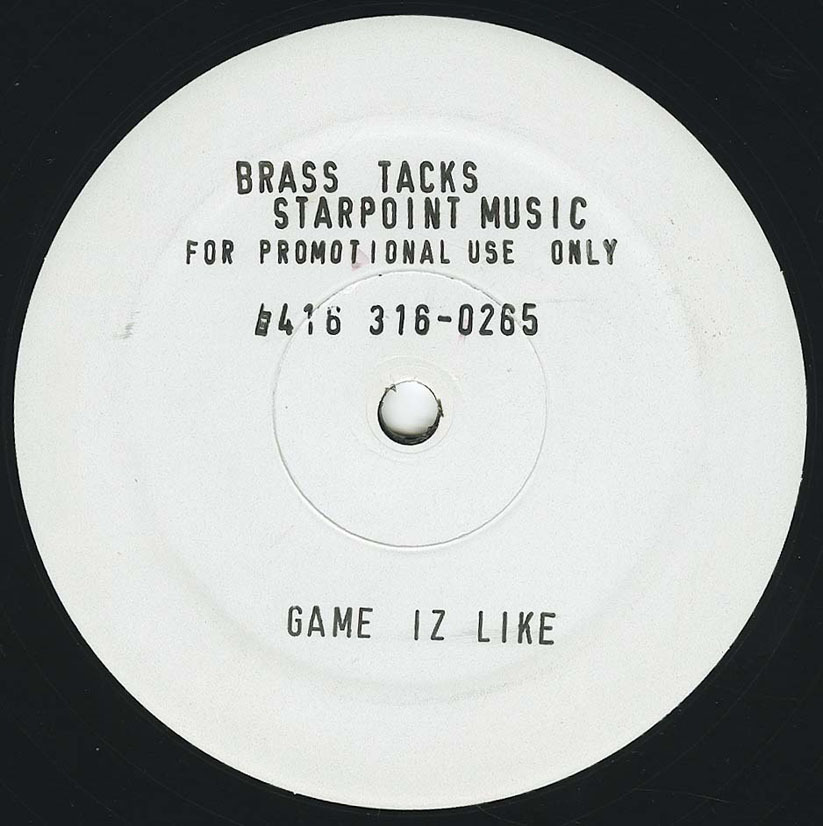 BRASS TACKS
STARPOINT MUSIC
FOR PROMOTIONAL USE ONLY
416 316-0265
GAME IZ LIKE